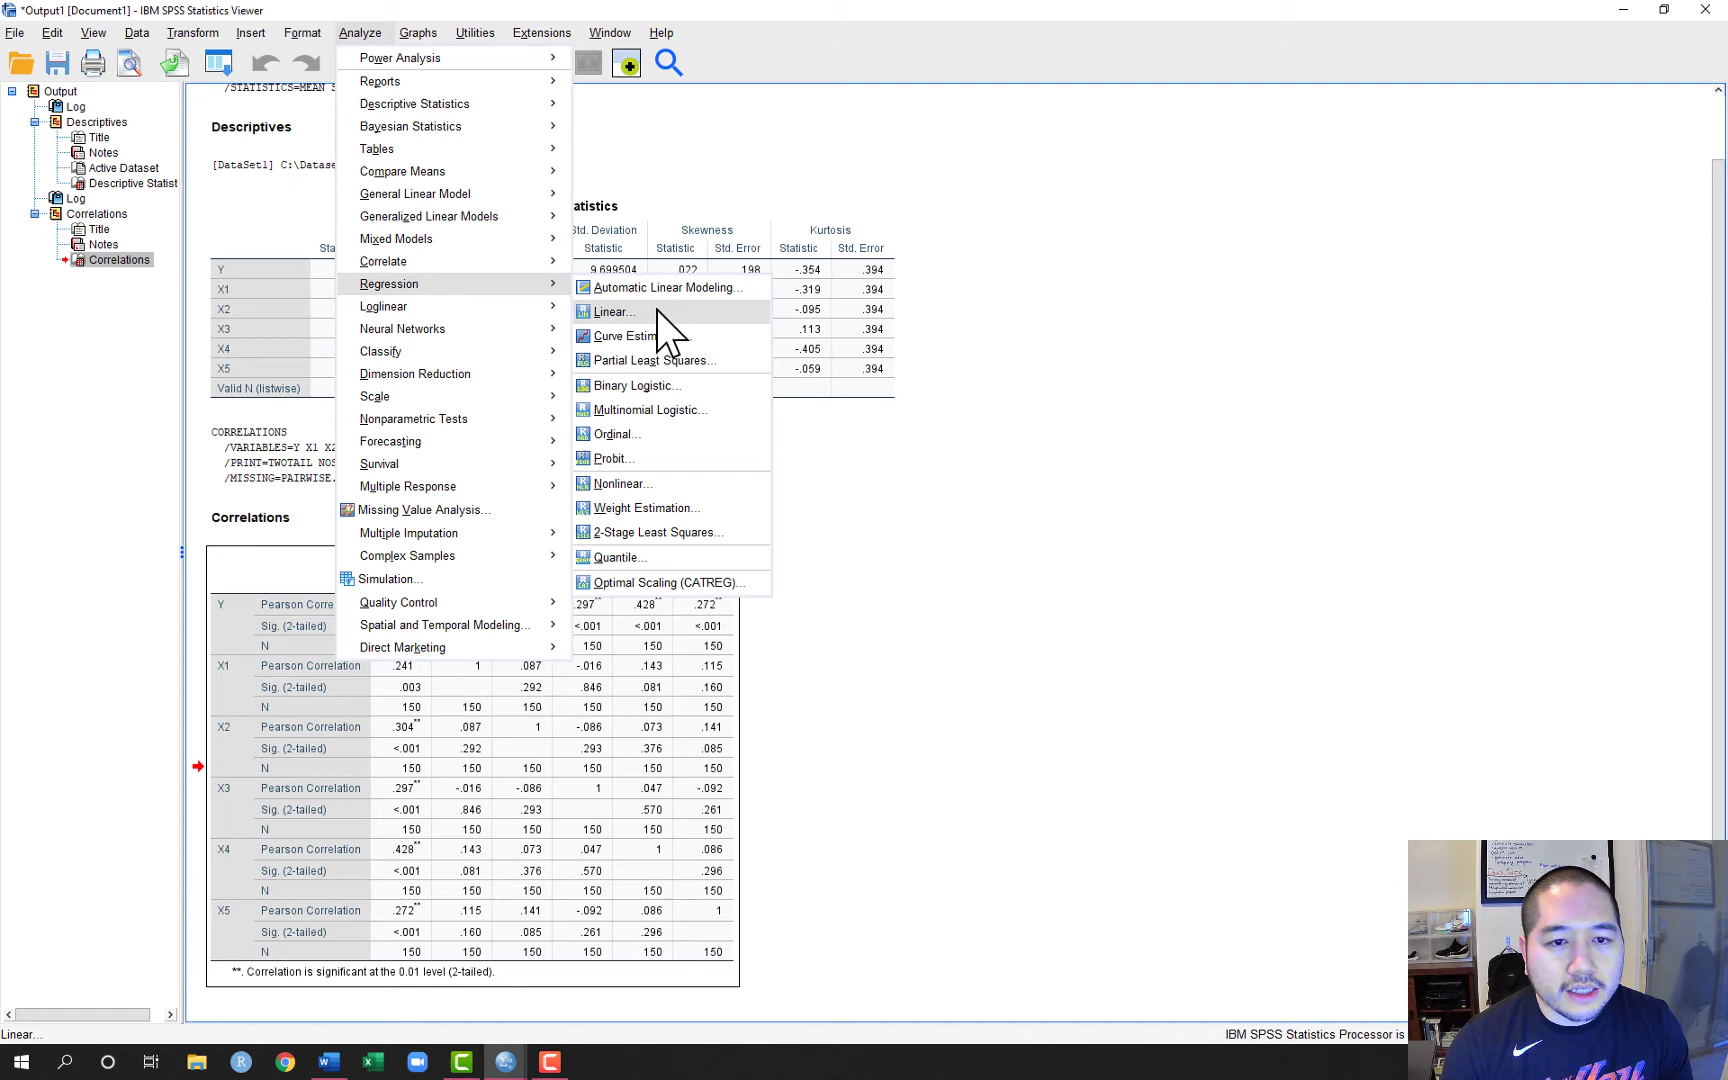 *Output1 [Document1] - IBM SPSS Statistics Viewer
File Edit View Data Transform Insert Format Analyze Graphs Utilities Extensions Window Help
Output
Log
Descriptives
Title
Notes
Active Dataset
Descriptive Statist
Log
Correlations
Title
Notes
Correlations
Power Analysis
Reports
Descriptive Statistics
Bayesian Statistics
Tables
Compare Means
General Linear Model
Generalized Linear Models
Mixed Models
Correlate
Regression
Loglinear
Neural Networks
Classify
Dimension Reduction
Scale
Nonparametric Tests
Forecasting
Survival
Multiple Response
Missing Value Analysis...
Multiple Imputation
Complex Samples
Simulation...
Quality Control
Spatial and Temporal Modeling...
Direct Marketing
Automatic Linear Modeling...
Linear...
Curve Estim
Partial Least Squares...
Binary Logistic...
Multinomial Logistic...
Ordinal...
Probit...
Nonlinear...
Weight Estimation...
2-Stage Least Squares...
Quantile...
Optimal Scaling (CATREG)...
/STATISTICS=MEAN S
Descriptives
[DataSet1] C:\Datase
atistics
Std. Deviation Skewness Kurtosis
Sta Statistic Statistic Std. Error Statistic Std. Error
Y 9.699504 .022 .198 -.354 .394
X1 -.319 .394
X2 -.095 .394
X3 .113 .394
X4 -.405 .394
X5 -.059 .394
Valid N (listwise)
CORRELATIONS
/VARIABLES=Y X1 X2
/PRINT=TWOTAIL NOS
/MISSING=PAIRWISE.
Correlations
Y Pearson Corre .297** .428** .272**
Sig. (2-tailed) <.001 <.001 <.001
N 150 150 150
X1 Pearson Correlation .241 1 .087 -.016 .143 .115
Sig. (2-tailed) .003 .292 .846 .081 .160
N 150 150 150 150 150 150
X2 Pearson Correlation .304** .087 1 -.086 .073 .141
Sig. (2-tailed) <.001 .292 .293 .376 .085
N 150 150 150 150 150 150
X3 Pearson Correlation .297** -.016 -.086 1 .047 -.092
Sig. (2-tailed) <.001 .846 .293 .570 .261
N 150 150 150 150 150 150
X4 Pearson Correlation .428** .143 .073 .047 1 .086
Sig. (2-tailed) <.001 .081 .376 .570 .296
N 150 150 150 150 150 150
X5 Pearson Correlation .272** .115 .141 -.092 .086 1
Sig. (2-tailed) <.001 .160 .085 .261 .296
N 150 150 150 150 150 150
**. Correlation is significant at the 0.01 level (2-tailed).
Linear...
IBM SPSS Statistics Processor is